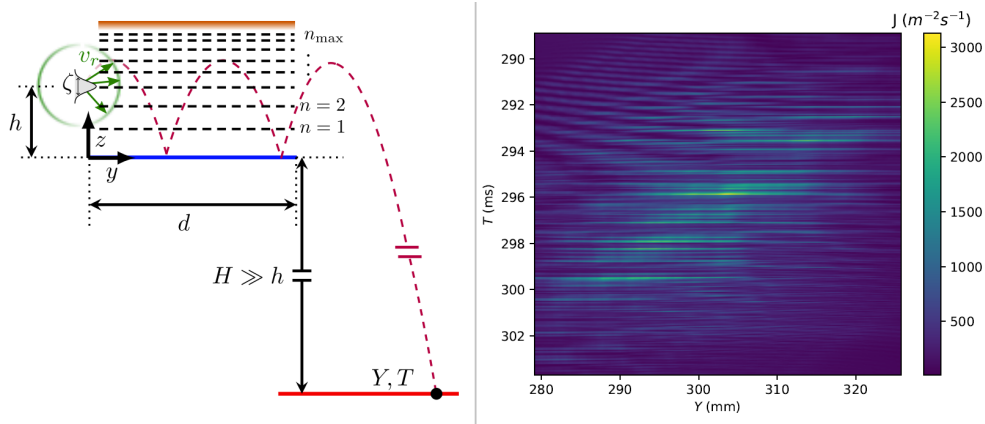 n_max
v_r
ζ
n = 2
h
n = 1
z
y
d
H ≫ h
Y, T
J (m⁻²s⁻¹)
290
292
294
296
298
300
302
T (ms)
280
290
300
310
320
Y (mm)
3000
2500
2000
1500
1000
500